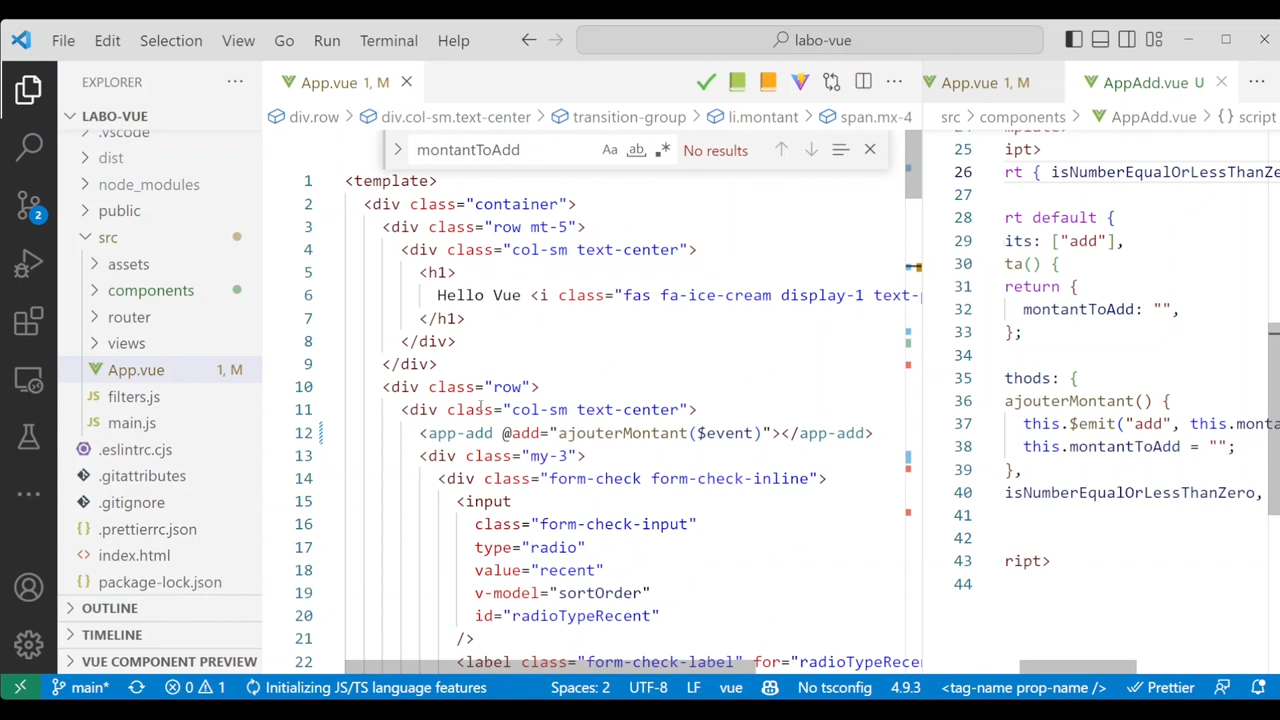 File Edit Selection View Go Run Terminal Help labo-vue
EXPLORER
LABO-VUE
.vscode
dist
node_modules
public
src
assets
components
router
views
App.vue 1, M
filters.js
main.js
.eslintrc.cjs
.gitattributes
.gitignore
.prettierrc.json
index.html
package-lock.json
OUTLINE
TIMELINE
VUE COMPONENT PREVIEW
2
App.vue 1, M
div.row div.col-sm.text-center transition-group li.montant span.mx-4
montantToAdd Aa ab No results
1 <template>
2 <div class="container">
3 <div class="row mt-5">
4 <div class="col-sm text-center">
5 <h1>
6 Hello Vue <i class="fas fa-ice-cream display-1 text-p
7 </h1>
8 </div>
9 </div>
10 <div class="row">
11 <div class="col-sm text-center">
12 <app-add @add="ajouterMontant($event)"></app-add>
13 <div class="my-3">
14 <div class="form-check form-check-inline">
15 <input
16 class="form-check-input"
17 type="radio"
18 value="recent"
19 v-model="sortOrder"
20 id="radioTypeRecent"
21 />
22 <label class="form-check-label" for="radioTypeRecen
App.vue 1, M AppAdd.vue U
src components AppAdd.vue {} script
24 mplate>
25 ipt>
26 rt { isNumberEqualOrLessThanZe
27
28 rt default {
29 its: ["add"],
30 ta() {
31 return {
32 montantToAdd: "",
33 };
34
35 thods: {
36 ajouterMontant() {
37 this.$emit("add", this.monta
38 this.montantToAdd = "";
39 },
40 isNumberEqualOrLessThanZero,
41
42
43 ript>
44
main* 0 1 Initializing JS/TS language features Spaces: 2 UTF-8 LF vue No tsconfig 4.9.3 <tag-name prop-name /> Prettier